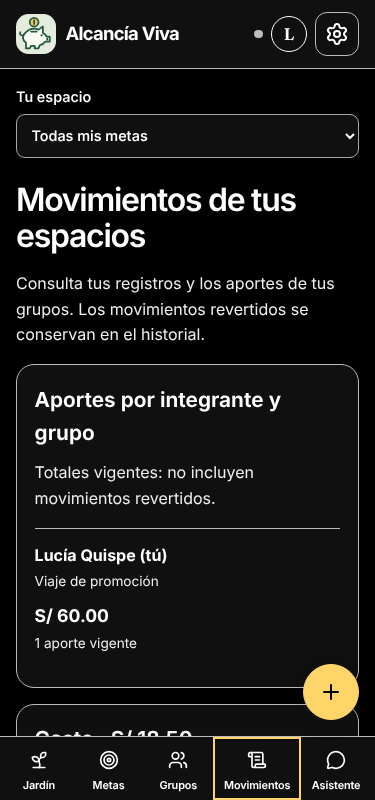 Alcancía Viva
L
Tu espacio
Todas mis metas
Movimientos de tus
espacios
Consulta tus registros y los aportes de tus
grupos. Los movimientos revertidos se
conservan en el historial.
Aportes por integrante y
grupo
Totales vigentes: no incluyen
movimientos revertidos.
Lucía Quispe (tú)
Viaje de promoción
S/ 60.00
1 aporte vigente
Jardín
Metas
Grupos
Movimientos
Asistente